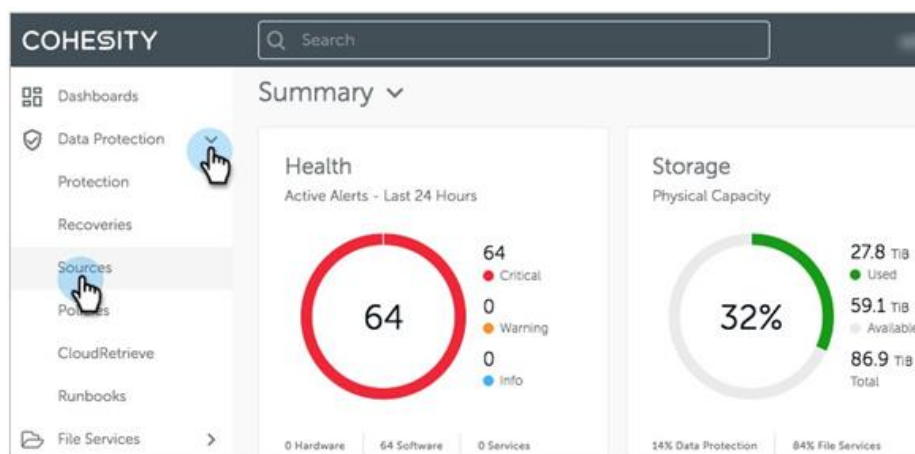 COHESITY
Search
Dashboards
Data Protection
Protection
Recoveries
Sources
Policies
CloudRetrieve
Runbooks
File Services
Summary
Health
Active Alerts - Last 24 Hours
64
64
Critical
0
Warning
0
Info
0 Hardware 64 Software 0 Services
Storage
Physical Capacity
32%
27.8 TiB
Used
59.1 TiB
Available
86.9 TiB
Total
14% Data Protection 84% File Services